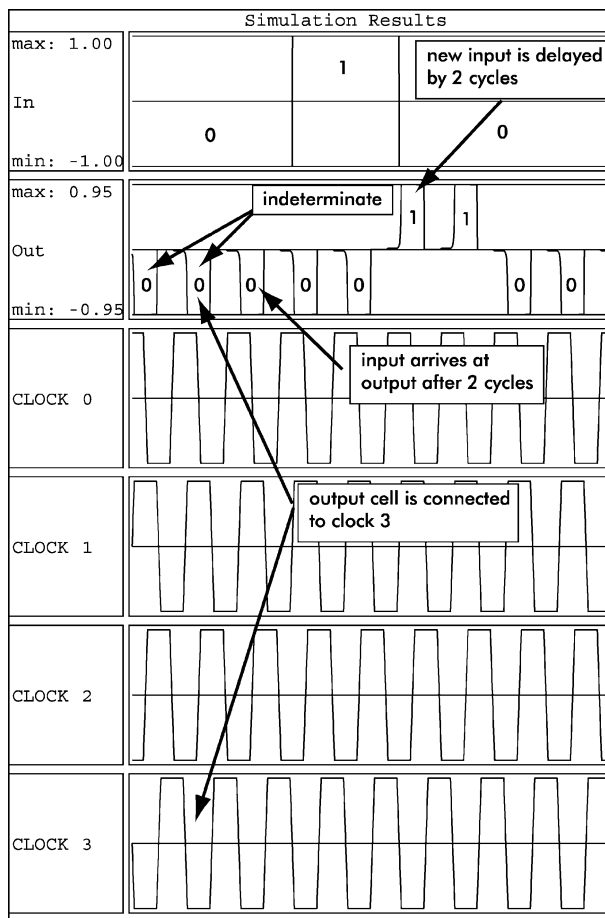 Simulation Results
max: 1.00
In
min: -1.00
0
1
0
new input is delayed
by 2 cycles
max: 0.95
Out
min: -0.95
indeterminate
0
0
0
0
0
1
1
0
0
input arrives at
output after 2 cycles
CLOCK 0
output cell is connected
to clock 3
CLOCK 1
CLOCK 2
CLOCK 3